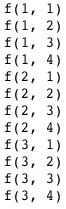 f(1, 1)
f(1, 2)
f(1, 3)
f(1, 4)
f(2, 1)
f(2, 2)
f(2, 3)
f(2, 4)
f(3, 1)
f(3, 2)
f(3, 3)
f(3, 4)